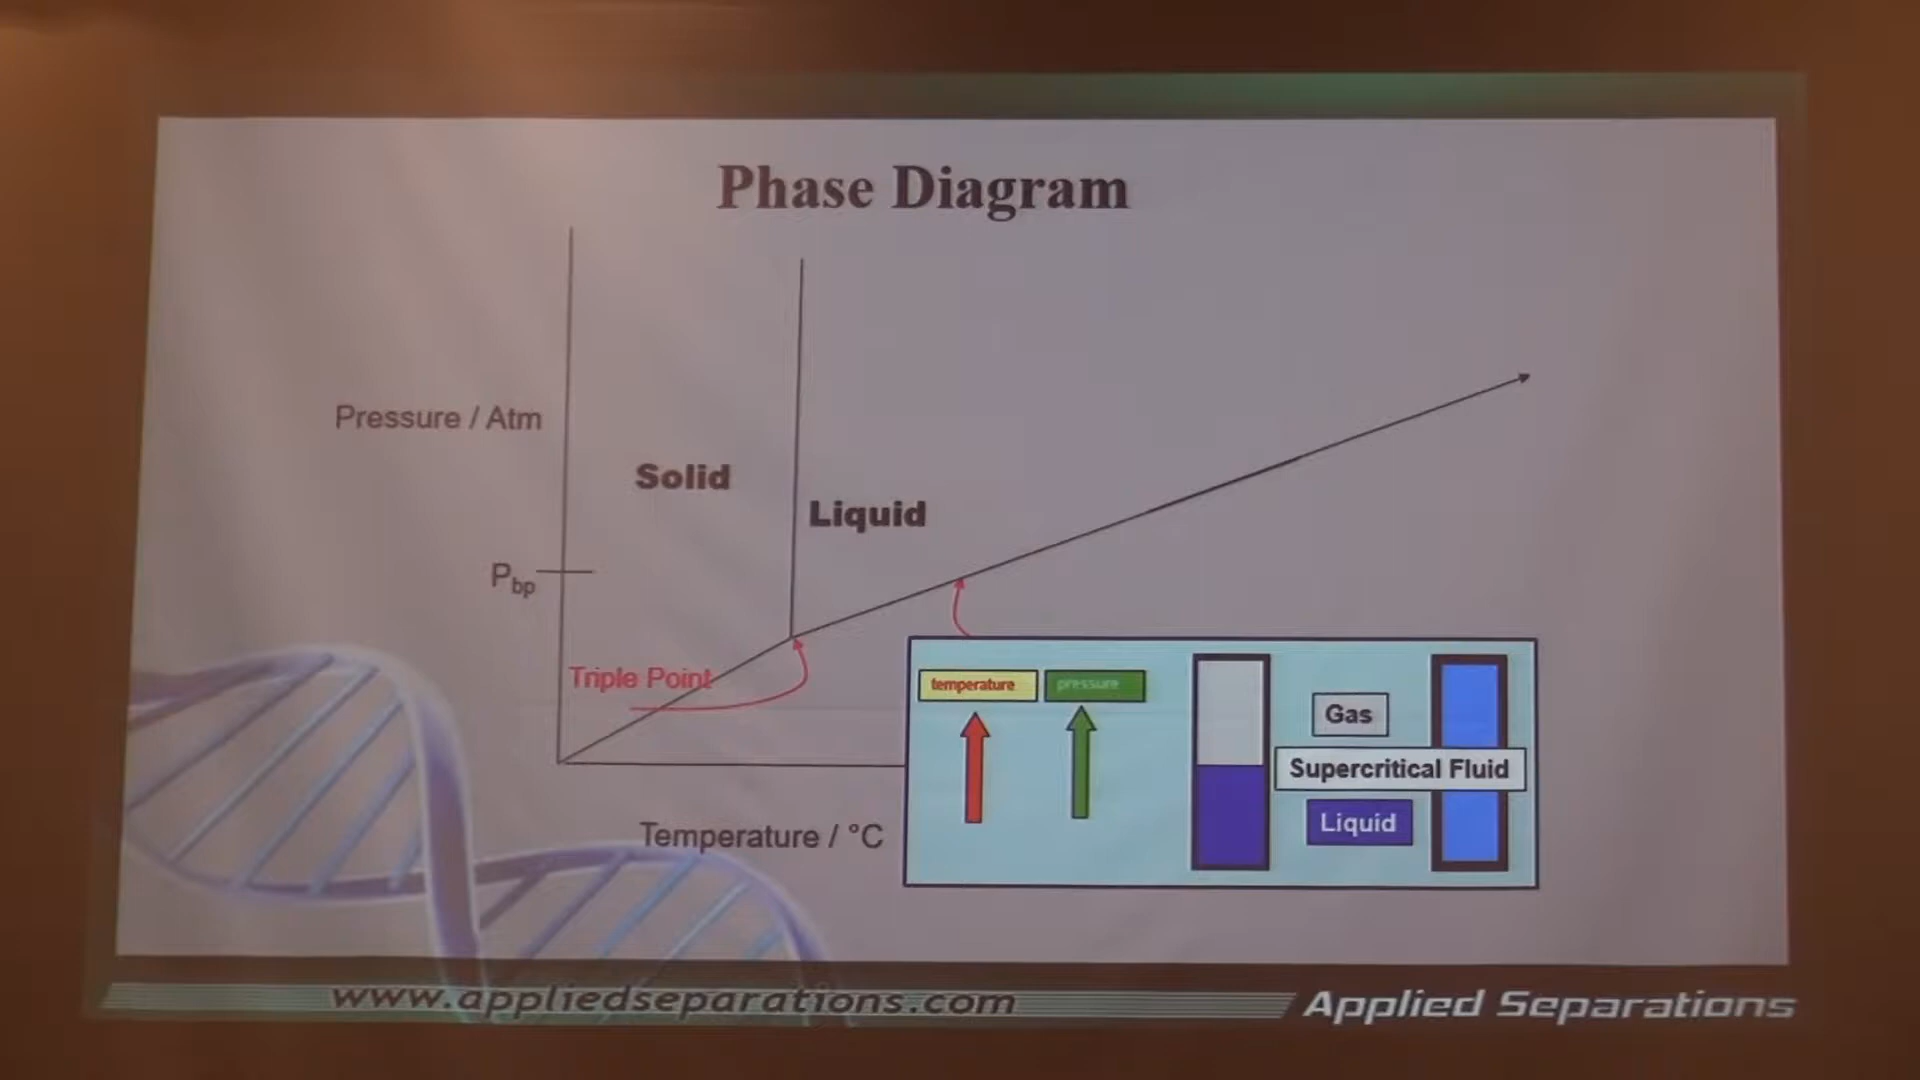 Phase Diagram
Pressure / Atm
Solid
Liquid
Pbp
Triple Point
temperature
pressure
Gas
Supercritical Fluid
Liquid
Temperature / °C
www.appliedseparations.com
Applied Separations